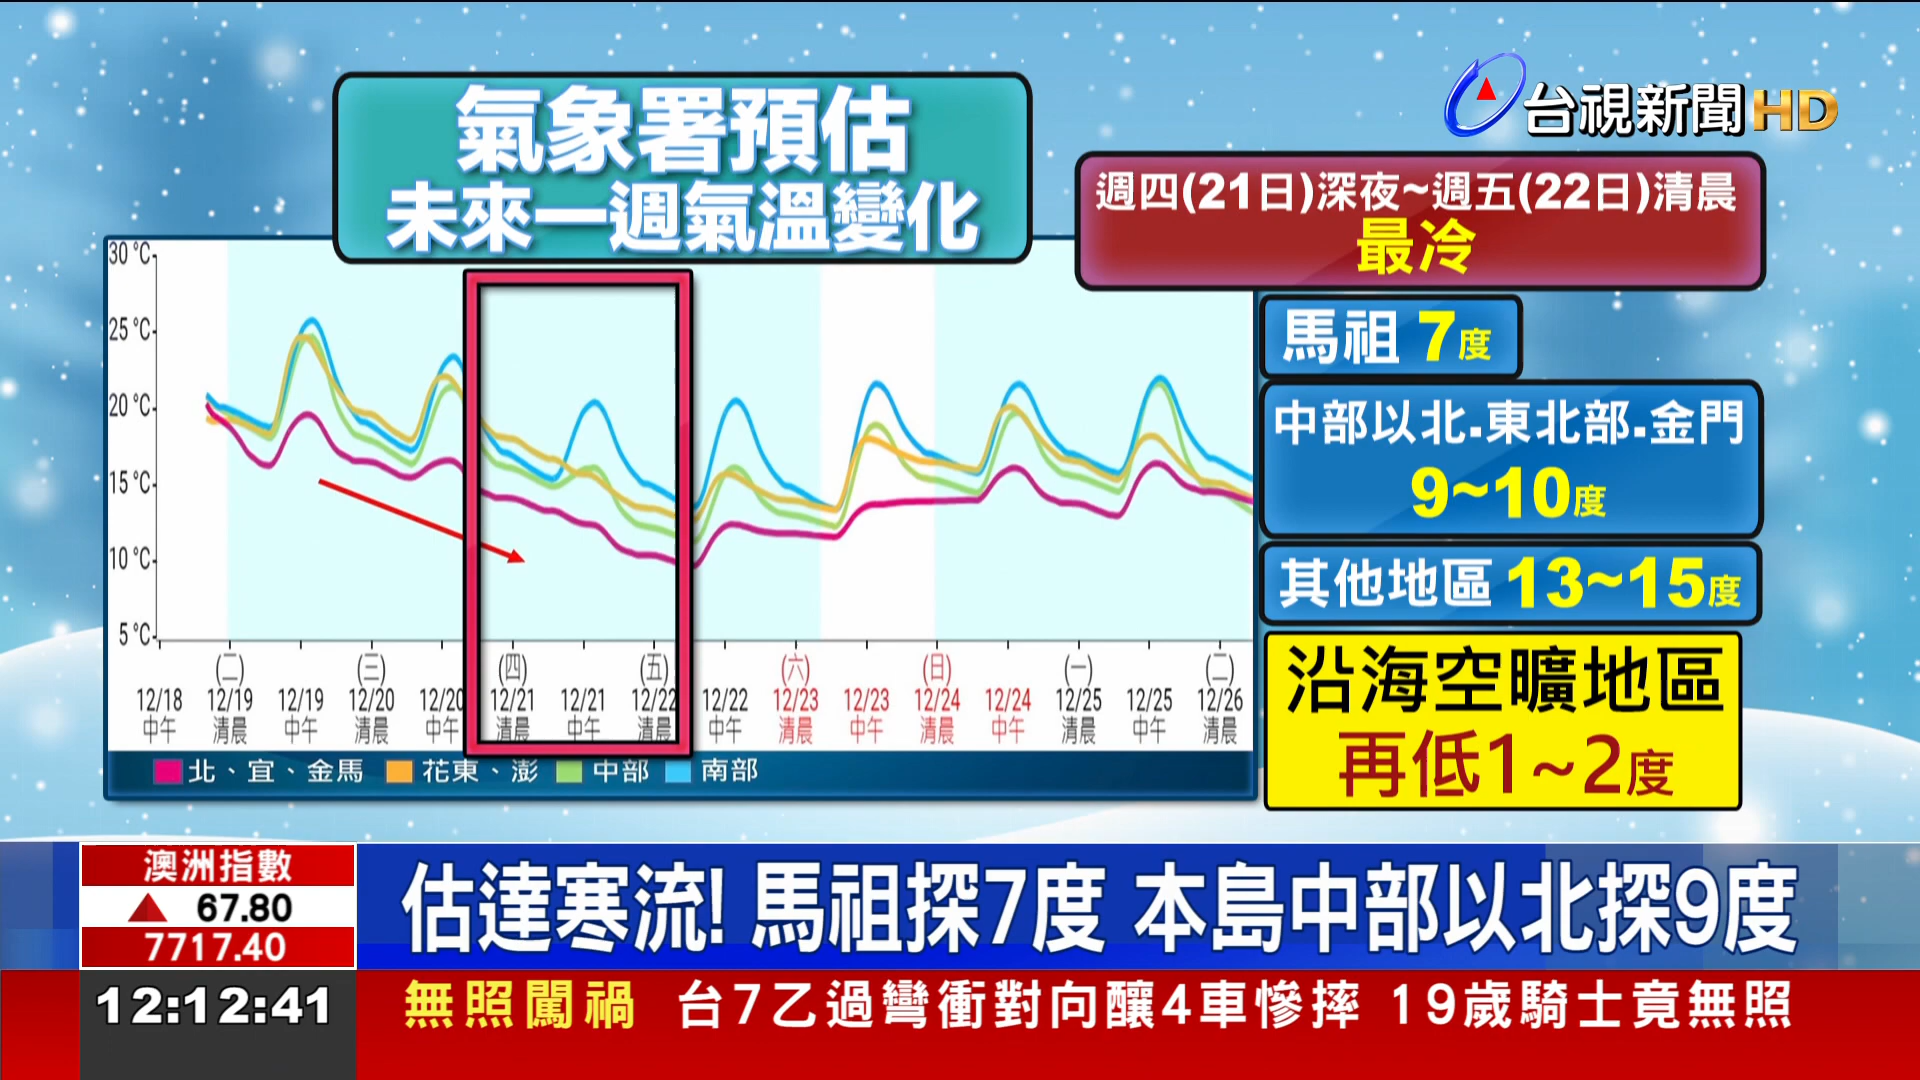 台視新聞HD
氣象署預估
未來一週氣溫變化
週四(21日)深夜~週五(22日)清晨
最冷
馬祖 7度
中部以北.東北部.金門
9~10度
其他地區 13~15度
沿海空曠地區
再低1~2度
30℃
25℃
20℃
15℃
10℃
5℃
(二) (三) (四) (五) (六) (日) (一) (二)
12/18 12/19 12/19 12/20 12/20 12/21 12/21 12/22 12/22 12/23 12/23 12/24 12/24 12/25 12/25 12/26
中午 清晨 中午 清晨 中午 清晨 中午 清晨 中午 清晨 中午 清晨 中午 清晨 中午 清晨
北、宜、金馬 花東、澎 中部 南部
澳洲指數
67.80
7717.40
估達寒流! 馬祖探7度 本島中部以北探9度
12:12:41
無照闖禍 台7乙過彎衝對向釀4車慘摔 19歲騎士竟無照